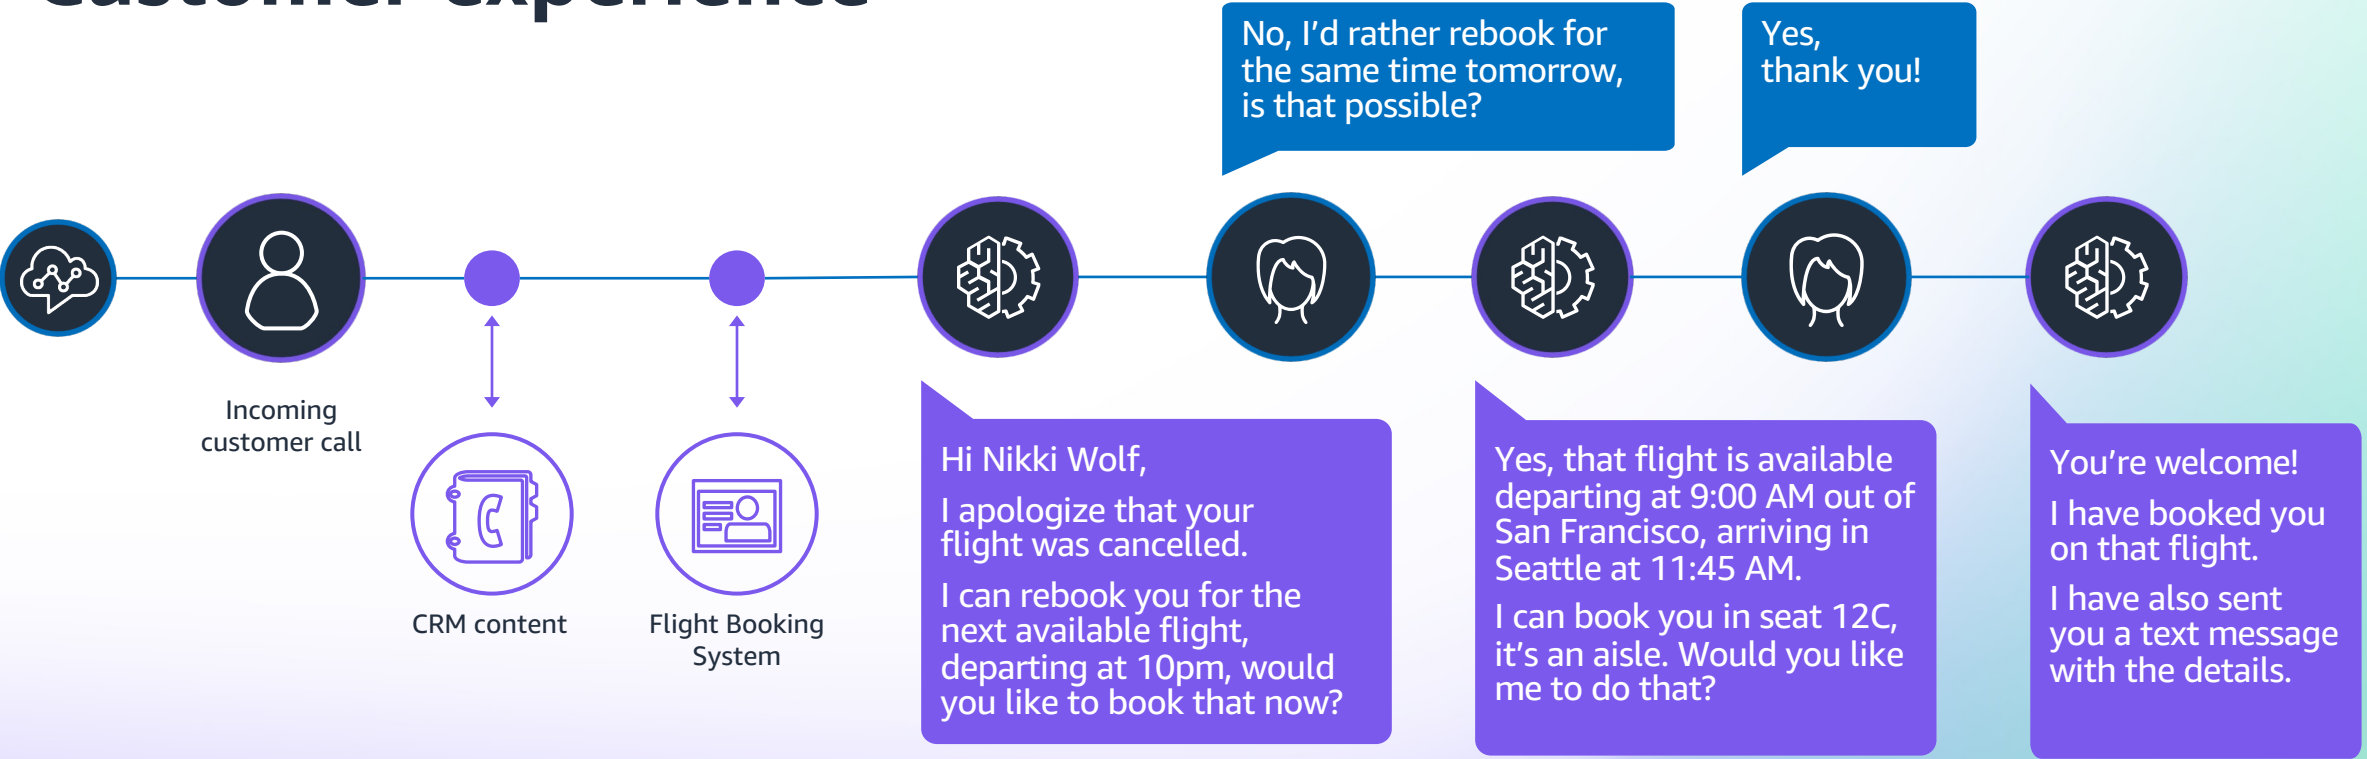 Customer experience
No, I’d rather rebook for
the same time tomorrow,
is that possible?
Yes,
thank you!
Incoming
customer call
CRM content
Flight Booking
System
Hi Nikki Wolf,
I apologize that your
flight was cancelled.
I can rebook you for the
next available flight,
departing at 10pm, would
you like to book that now?
Yes, that flight is available
departing at 9:00 AM out of
San Francisco, arriving in
Seattle at 11:45 AM.
I can book you in seat 12C,
it’s an aisle. Would you like
me to do that?
You’re welcome!
I have booked you
on that flight.
I have also sent
you a text message
with the details.